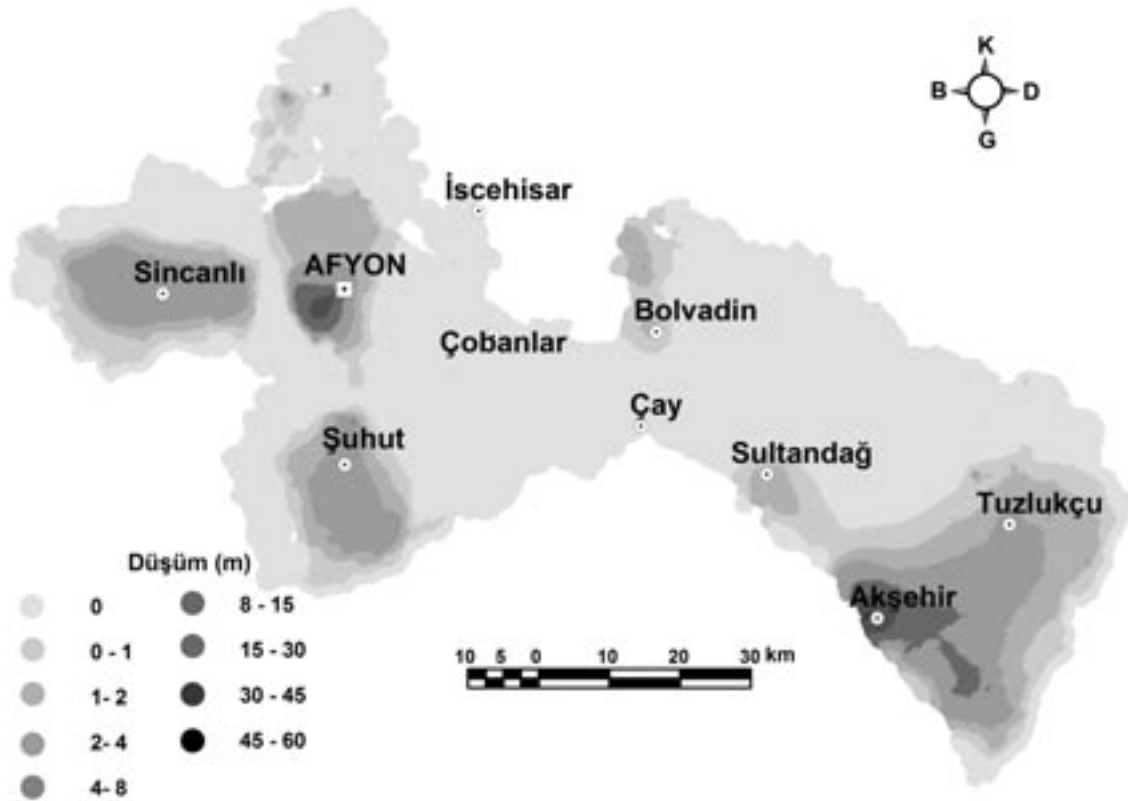 K
B D
G
İscehisar
Sincanlı
AFYON
Bolvadin
Çobanlar
Çay
Şuhut
Sultandağ
Tuzlukçu
Akşehir
Düşüm (m)
0
0 - 1
1- 2
2- 4
4- 8
8 - 15
15 - 30
30 - 45
45 - 60
10 5 0 10 20 30 km